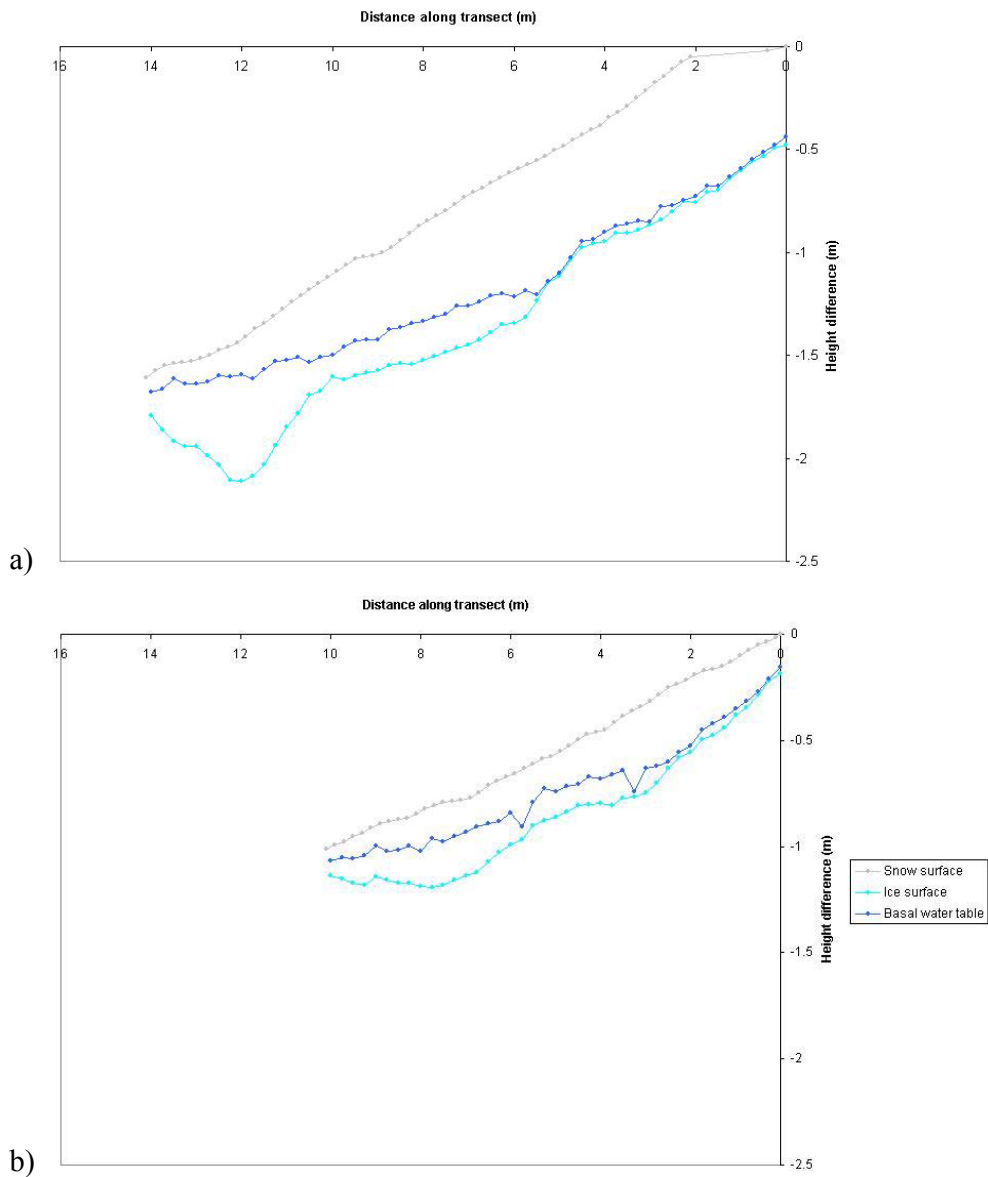 Distance along transect (m)
16 14 12 10 8 6 4 2 0
0
-0.5
-1
-1.5
-2
-2.5
Height difference (m)
a)
Distance along transect (m)
16 14 12 10 8 6 4 2 0
0
-0.5
-1
-1.5
-2
-2.5
Height difference (m)
Snow surface
Ice surface
Basal water table
b)